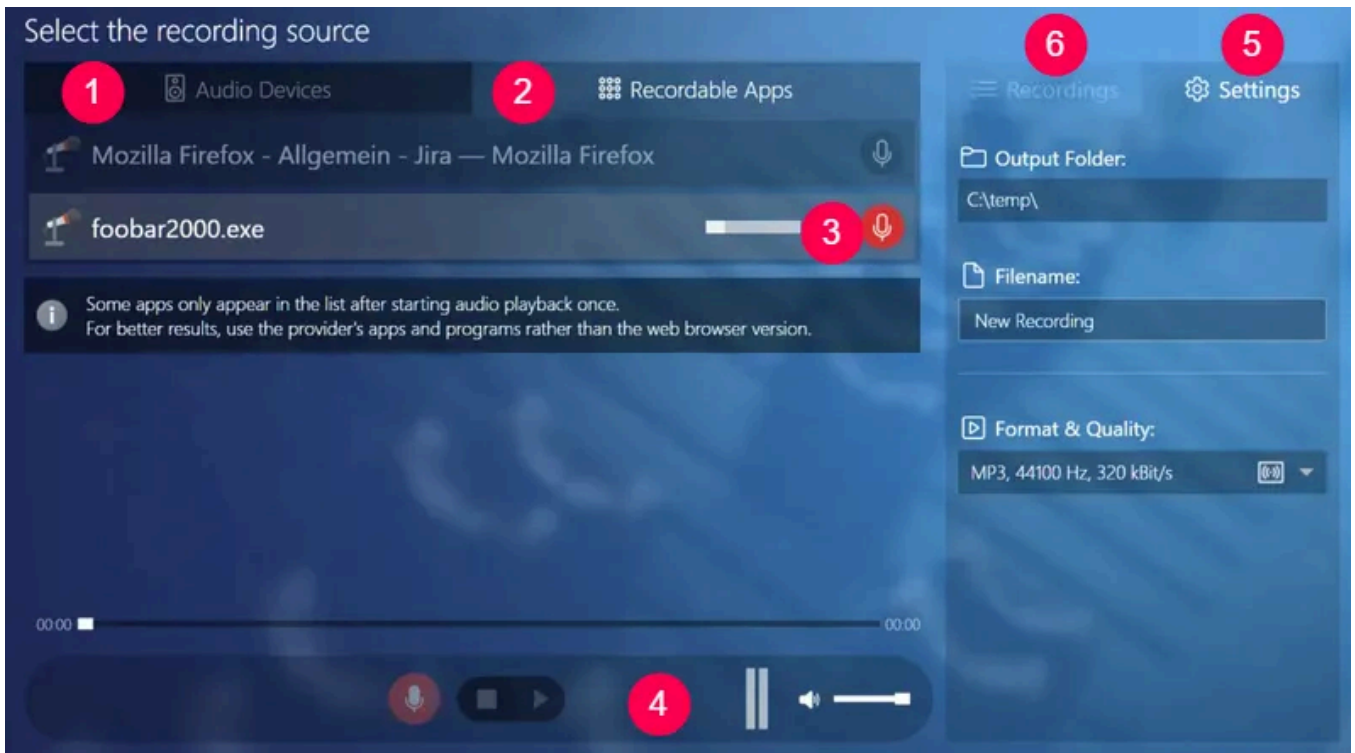 Select the recording source
1 Audio Devices
2 Recordable Apps
Mozilla Firefox - Allgemein - Jira — Mozilla Firefox
foobar2000.exe
3
Some apps only appear in the list after starting audio playback once.
For better results, use the provider's apps and programs rather than the web browser version.
00:00
00:00
4
6
5
Recordings
Settings
Output Folder:
C:\temp\
Filename:
New Recording
Format & Quality:
MP3, 44100 Hz, 320 kBit/s